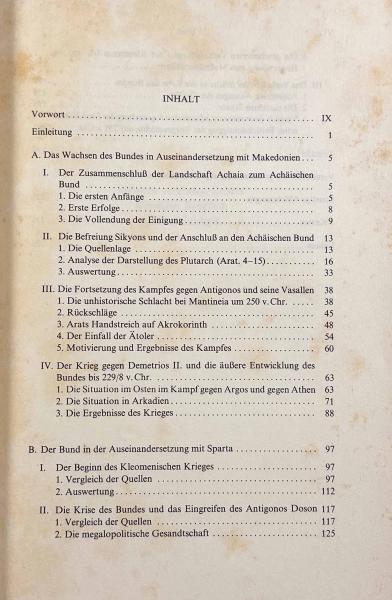 INHALT
Vorwort ........ IX
Einleitung ........ 1
A. Das Wachsen des Bundes in Auseinandersetzung mit Makedonien ... 5
I. Der Zusammenschluß der Landschaft Achaia zum Achäischen
Bund ........ 5
1. Die ersten Anfänge ........ 5
2. Erste Erfolge ........ 8
3. Die Vollendung der Einigung ........ 9
II. Die Befreiung Sikyons und der Anschluß an den Achäischen Bund 13
1. Die Quellenlage ........ 13
2. Analyse der Darstellung des Plutarch (Arat. 4–15) ........ 16
3. Auswertung ........ 33
III. Die Fortsetzung des Kampfes gegen Antigonos und seine Vasallen 38
1. Die unhistorische Schlacht bei Mantineia um 250 v. Chr. ... 38
2. Rückschläge ........ 45
3. Arats Handstreich auf Akrokorinth ........ 48
4. Der Einfall der Ätoler ........ 54
5. Motivierung und Ergebnisse des Kampfes ........ 60
IV. Der Krieg gegen Demetrios II. und die äußere Entwicklung des
Bundes bis 229/8 v. Chr. ........ 63
1. Die Situation im Osten im Kampf gegen Argos und gegen Athen 63
2. Die Situation in Arkadien ........ 71
3. Die Ergebnisse des Krieges ........ 88
B. Der Bund in der Auseinandersetzung mit Sparta ........ 97
I. Der Beginn des Kleomenischen Krieges ........ 97
1. Vergleich der Quellen ........ 97
2. Auswertung ........ 112
II. Die Krise des Bundes und das Eingreifen des Antigonos Doson 117
1. Vergleich der Quellen ........ 117
2. Die megalopolitische Gesandtschaft ........ 125